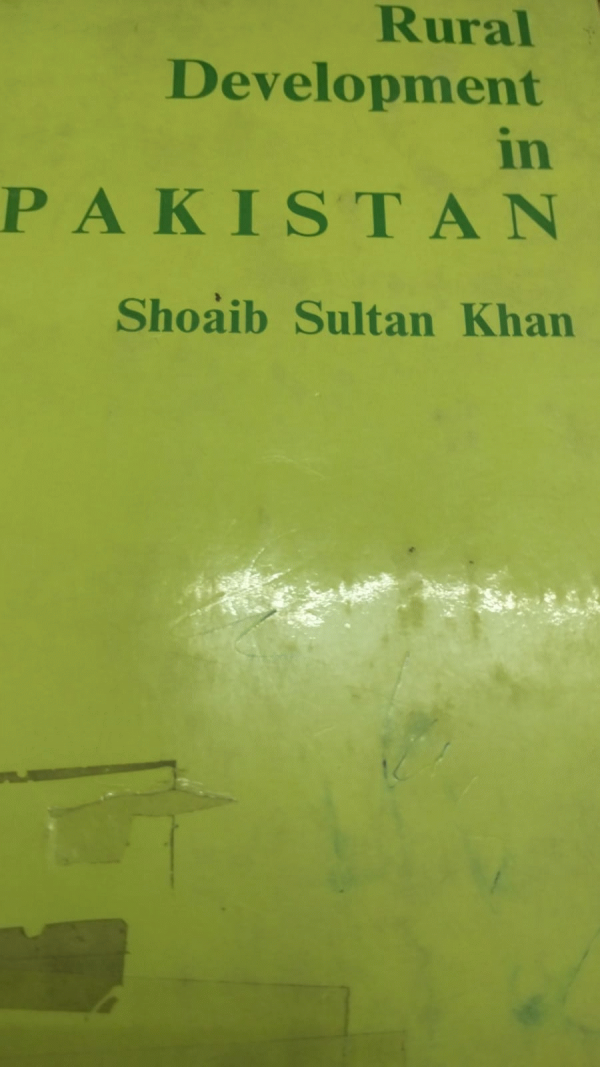 Rural
Development
in
PAKISTAN
Shoaib Sultan Khan